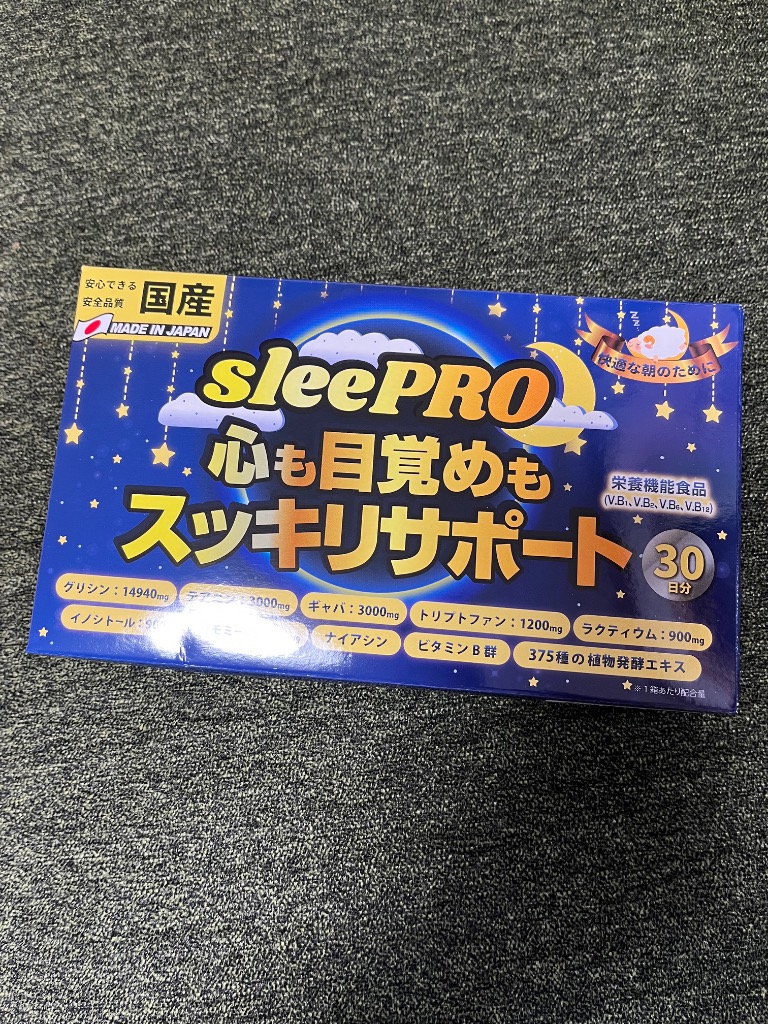 安心できる
安全品質
国産
MADE IN JAPAN
zzz
快適な朝のために
sleePRO
心も目覚めも
スッキリサポート
栄養機能食品
(V.B1、V.B2、V.B6、V.B12)
30
日分
グリシン：14940mg
3000mg
ギャバ：3000mg
トリプトファン：1200mg
ラクティウム：900mg
イノシトール：
ナイアシン
ビタミンB群
375種の植物発酵エキス
※1箱あたり配合量